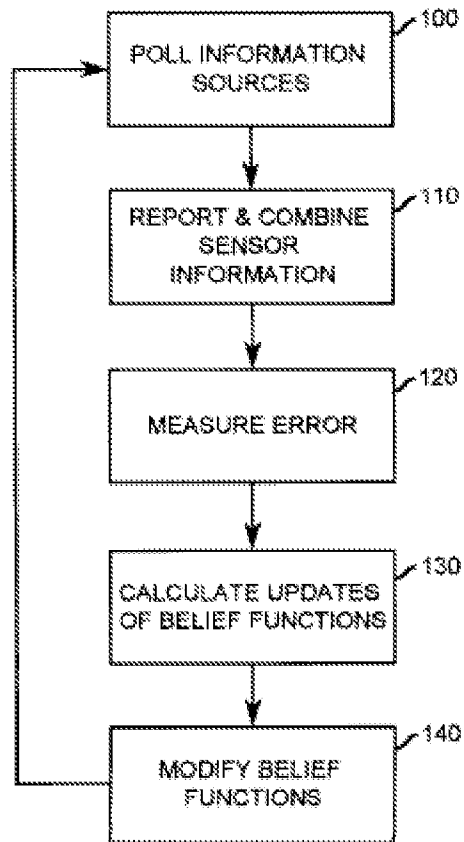 100
POLL INFORMATION
SOURCES
110
REPORT & COMBINE
SENSOR
INFORMATION
120
MEASURE ERROR
130
CALCULATE UPDATES
OF BELIEF FUNCTIONS
140
MODIFY BELIEF
FUNCTIONS